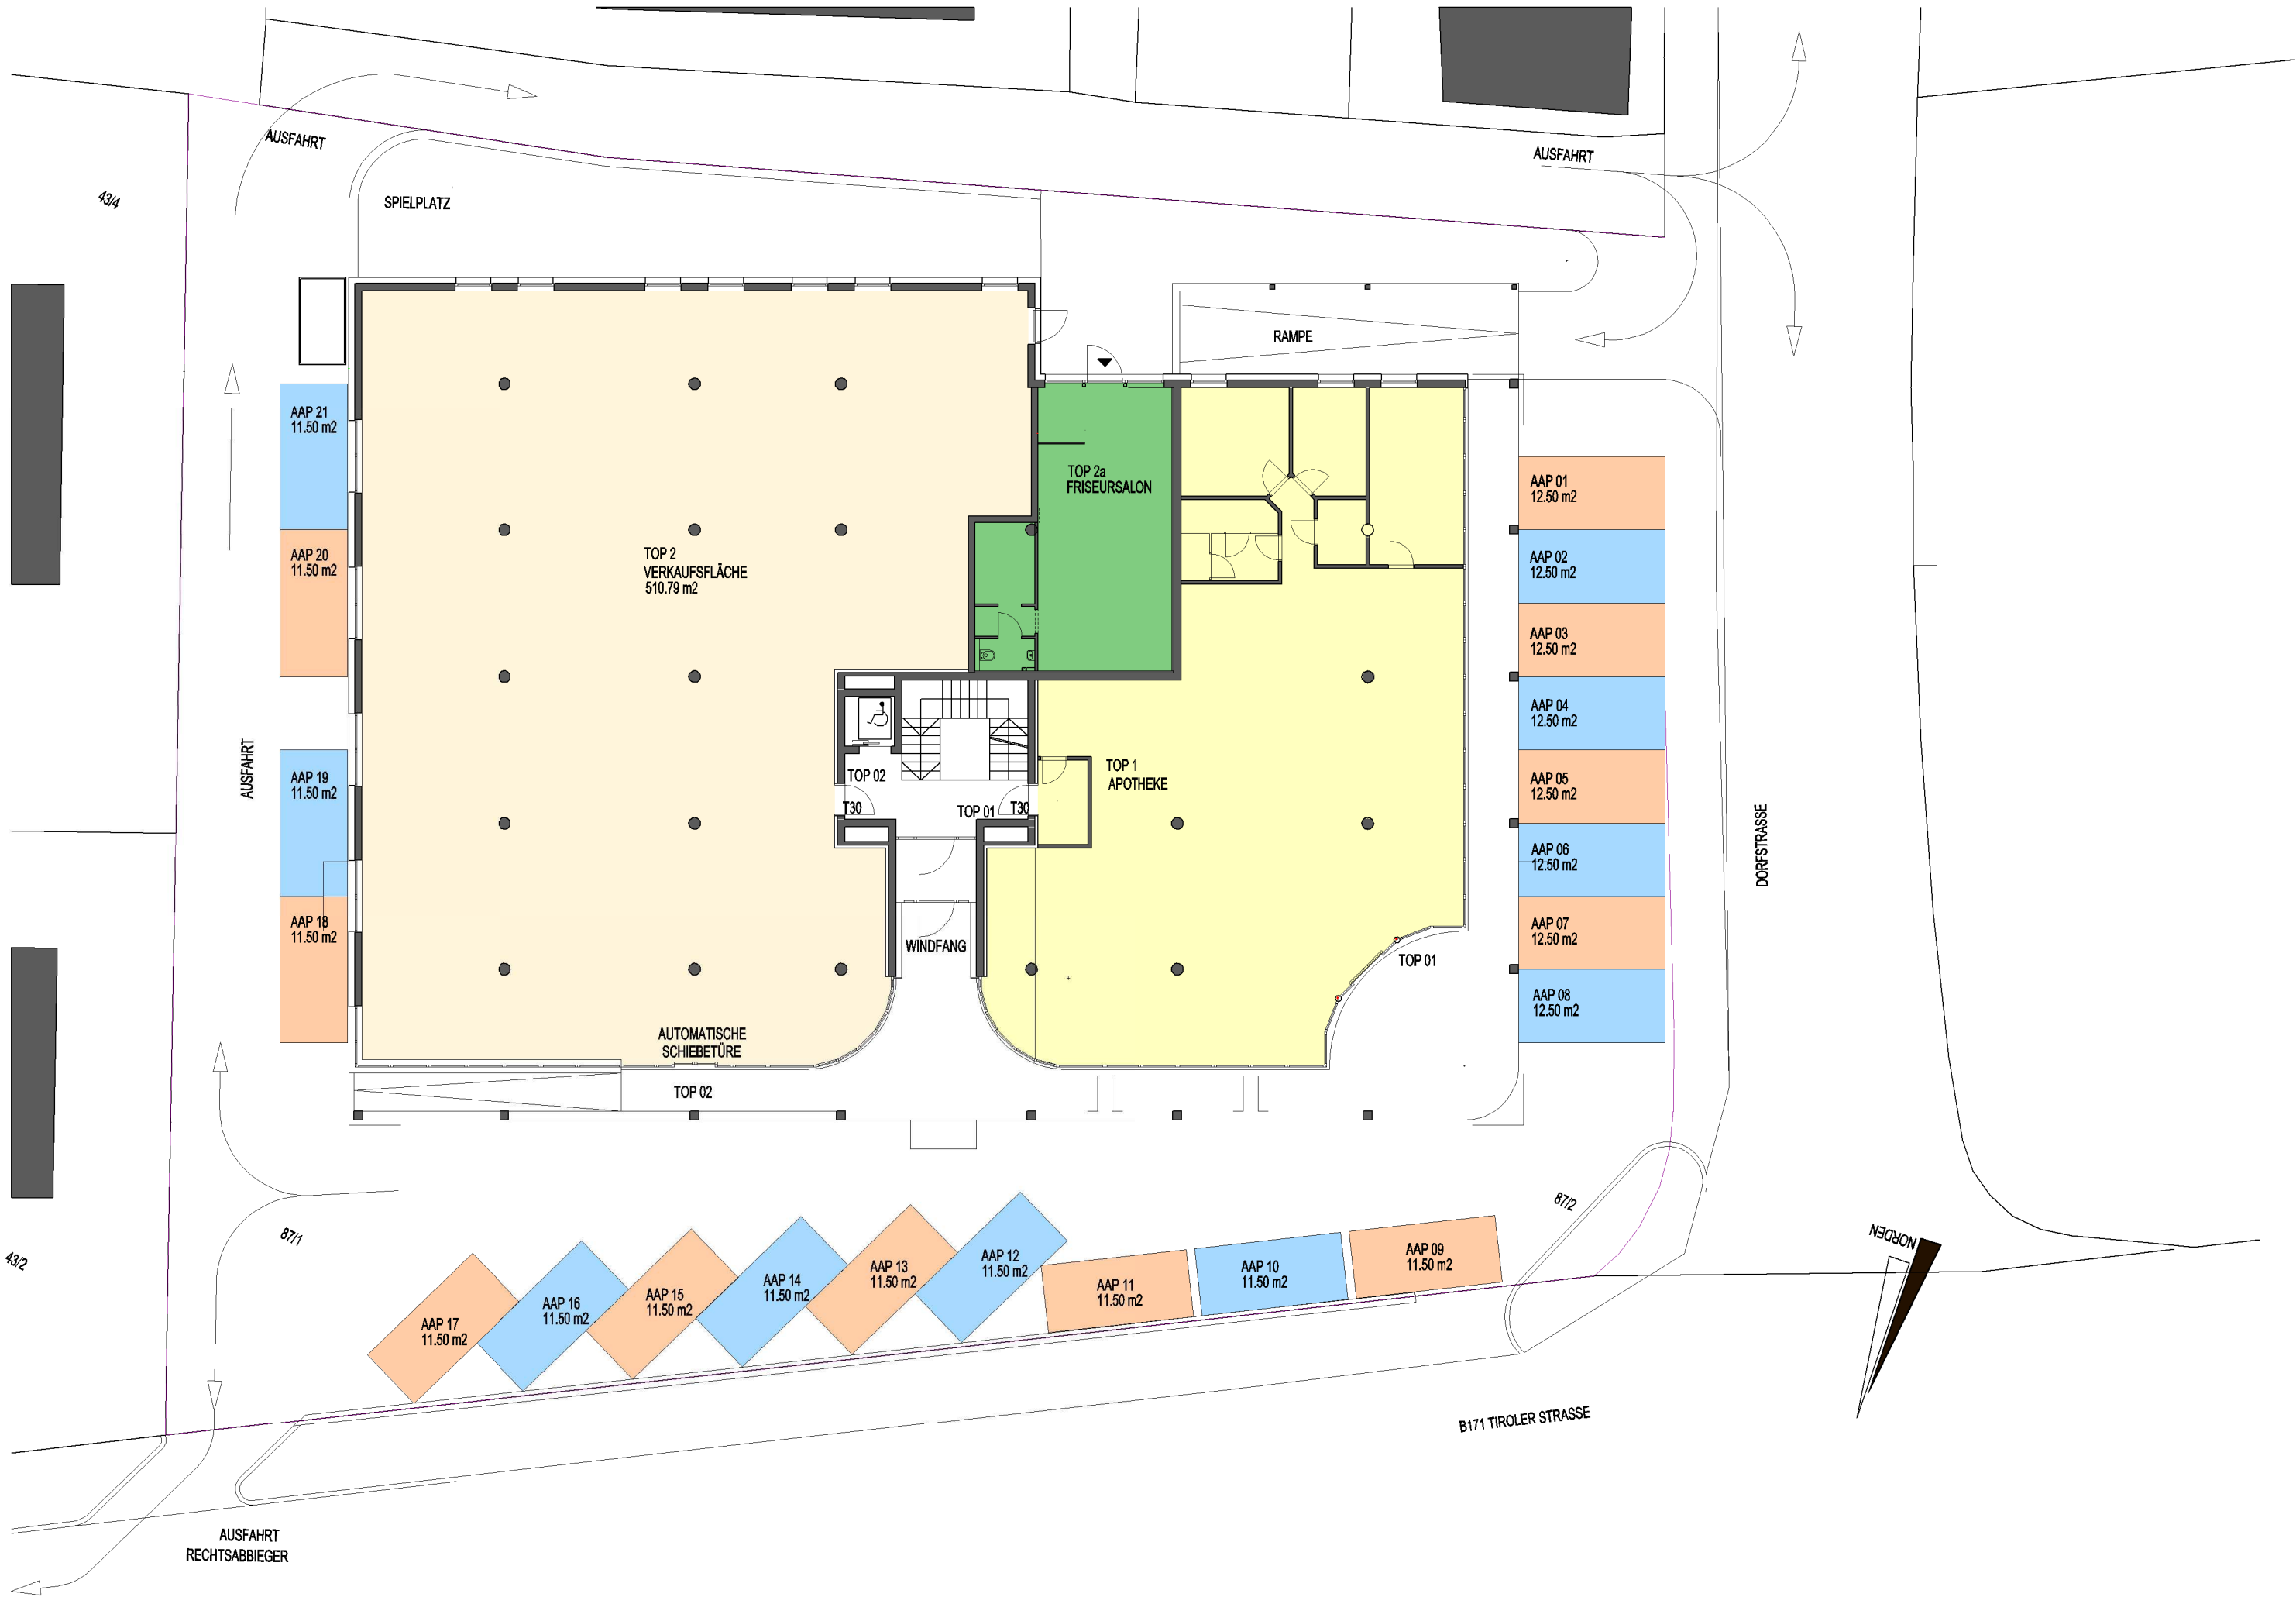 AUSFAHRT
AUSFAHRT
43/4
SPIELPLATZ
RAMPE
AAP 21
11.50 m2
TOP 2a
FRISEURSALON
AAP 01
12.50 m2
AAP 20
11.50 m2
TOP 2
VERKAUFSFLÄCHE
510.79 m2
AAP 02
12.50 m2
AAP 03
12.50 m2
AAP 04
12.50 m2
AUSFAHRT
AAP 19
11.50 m2
TOP 02
T30
TOP 01
T30
TOP 1
APOTHEKE
AAP 05
12.50 m2
DORFSTRASSE
AAP 06
12.50 m2
AAP 18
11.50 m2
WINDFANG
AAP 07
12.50 m2
TOP 01
AAP 08
12.50 m2
AUTOMATISCHE
SCHIEBETÜRE
TOP 02
87/1
87/2
43/2
NORDEN
AAP 17
11.50 m2
AAP 16
11.50 m2
AAP 15
11.50 m2
AAP 14
11.50 m2
AAP 13
11.50 m2
AAP 12
11.50 m2
AAP 11
11.50 m2
AAP 10
11.50 m2
AAP 09
11.50 m2
B171 TIROLER STRASSE
AUSFAHRT
RECHTSABBIEGER